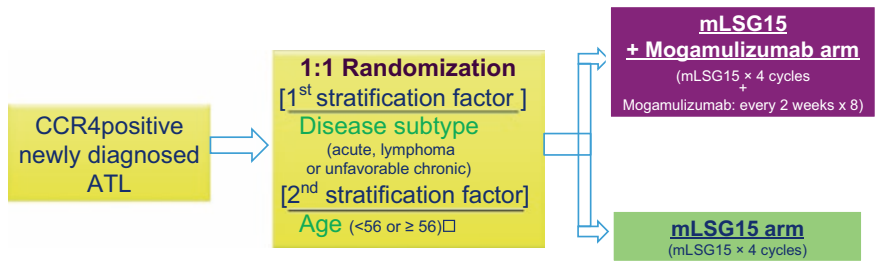 CCR4positive
newly diagnosed
ATL
1:1 Randomization
[1st stratification factor ]
Disease subtype
(acute, lymphoma
or unfavorable chronic)
[2nd stratification factor]
Age (<56 or ≥ 56)□
mLSG15
+ Mogamulizumab arm
(mLSG15 × 4 cycles
+
Mogamulizumab: every 2 weeks x 8)
mLSG15 arm
(mLSG15 × 4 cycles)